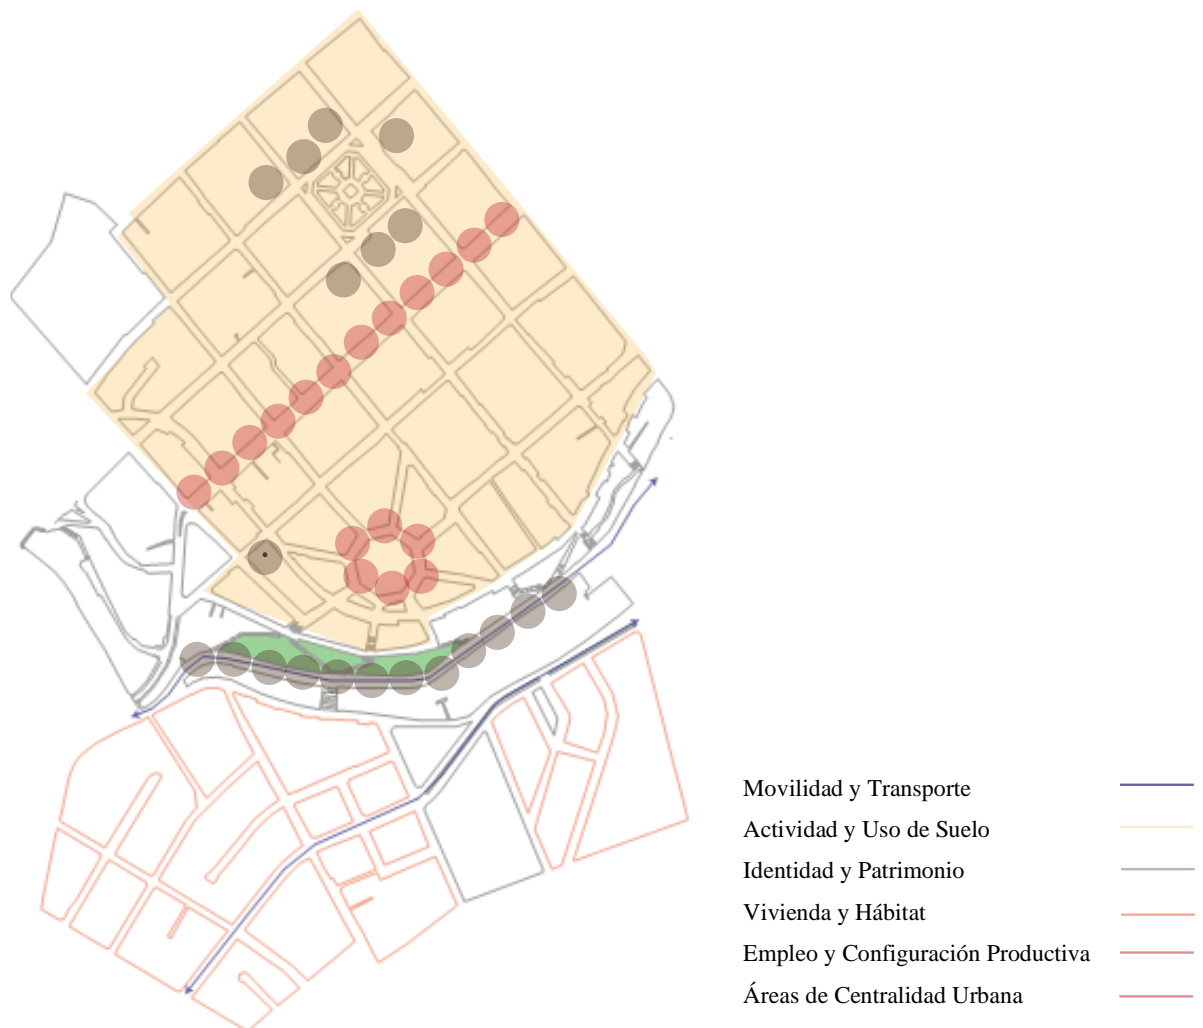 Movilidad y Transporte
Actividad y Uso de Suelo
Identidad y Patrimonio
Vivienda y Hábitat
Empleo y Configuración Productiva
Áreas de Centralidad Urbana